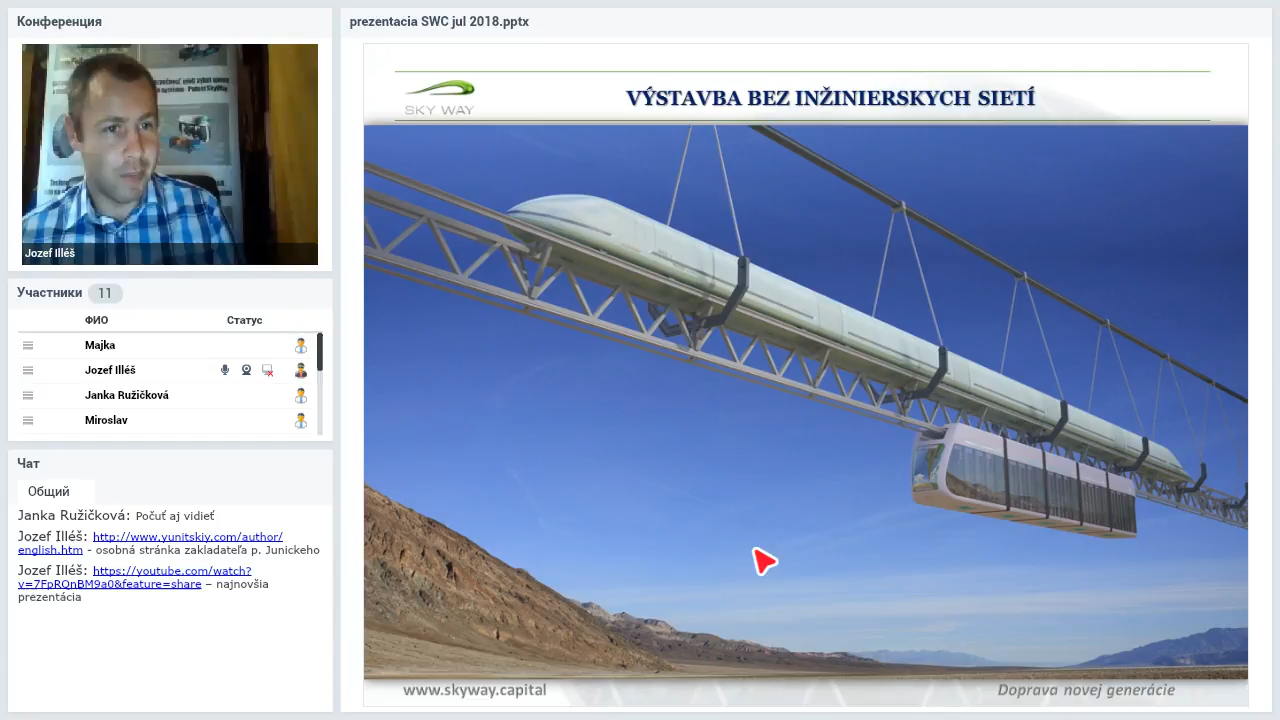 Конференция
Jozef Illéš
Участники 11
ФИО Статус
Majka
Jozef Illéš
Janka Ružičková
Miroslav
Чат
Общий
Janka Ružičková: Počuť aj vidieť
Jozef Illéš: http://www.yunitskiy.com/author/
english.htm - osobná stránka zakladateľa p. Junickeho
Jozef Illéš: https://youtube.com/watch?
v=7FpRQnBM9a0&feature=share – najnovšia
prezentácia
prezentacia SWC jul 2018.pptx
SKY WAY
VÝSTAVBA BEZ INŽINIERSKYCH SIETÍ
www.skyway.capital
Doprava novej generácie